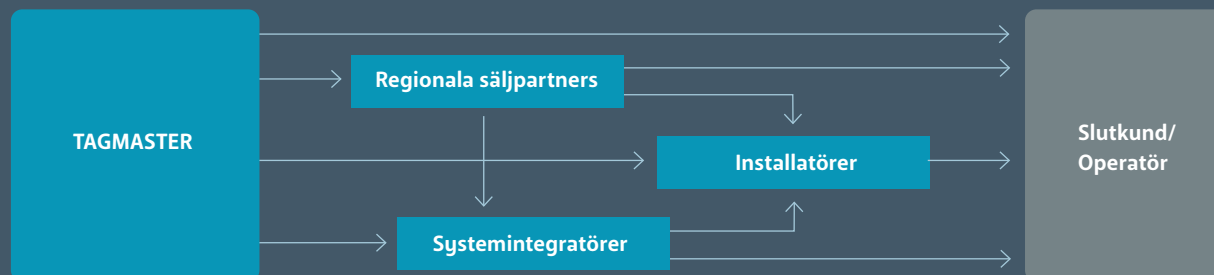 TAGMASTER
Regionala säljpartners
Installatörer
Systemintegratörer
Slutkund/
Operatör